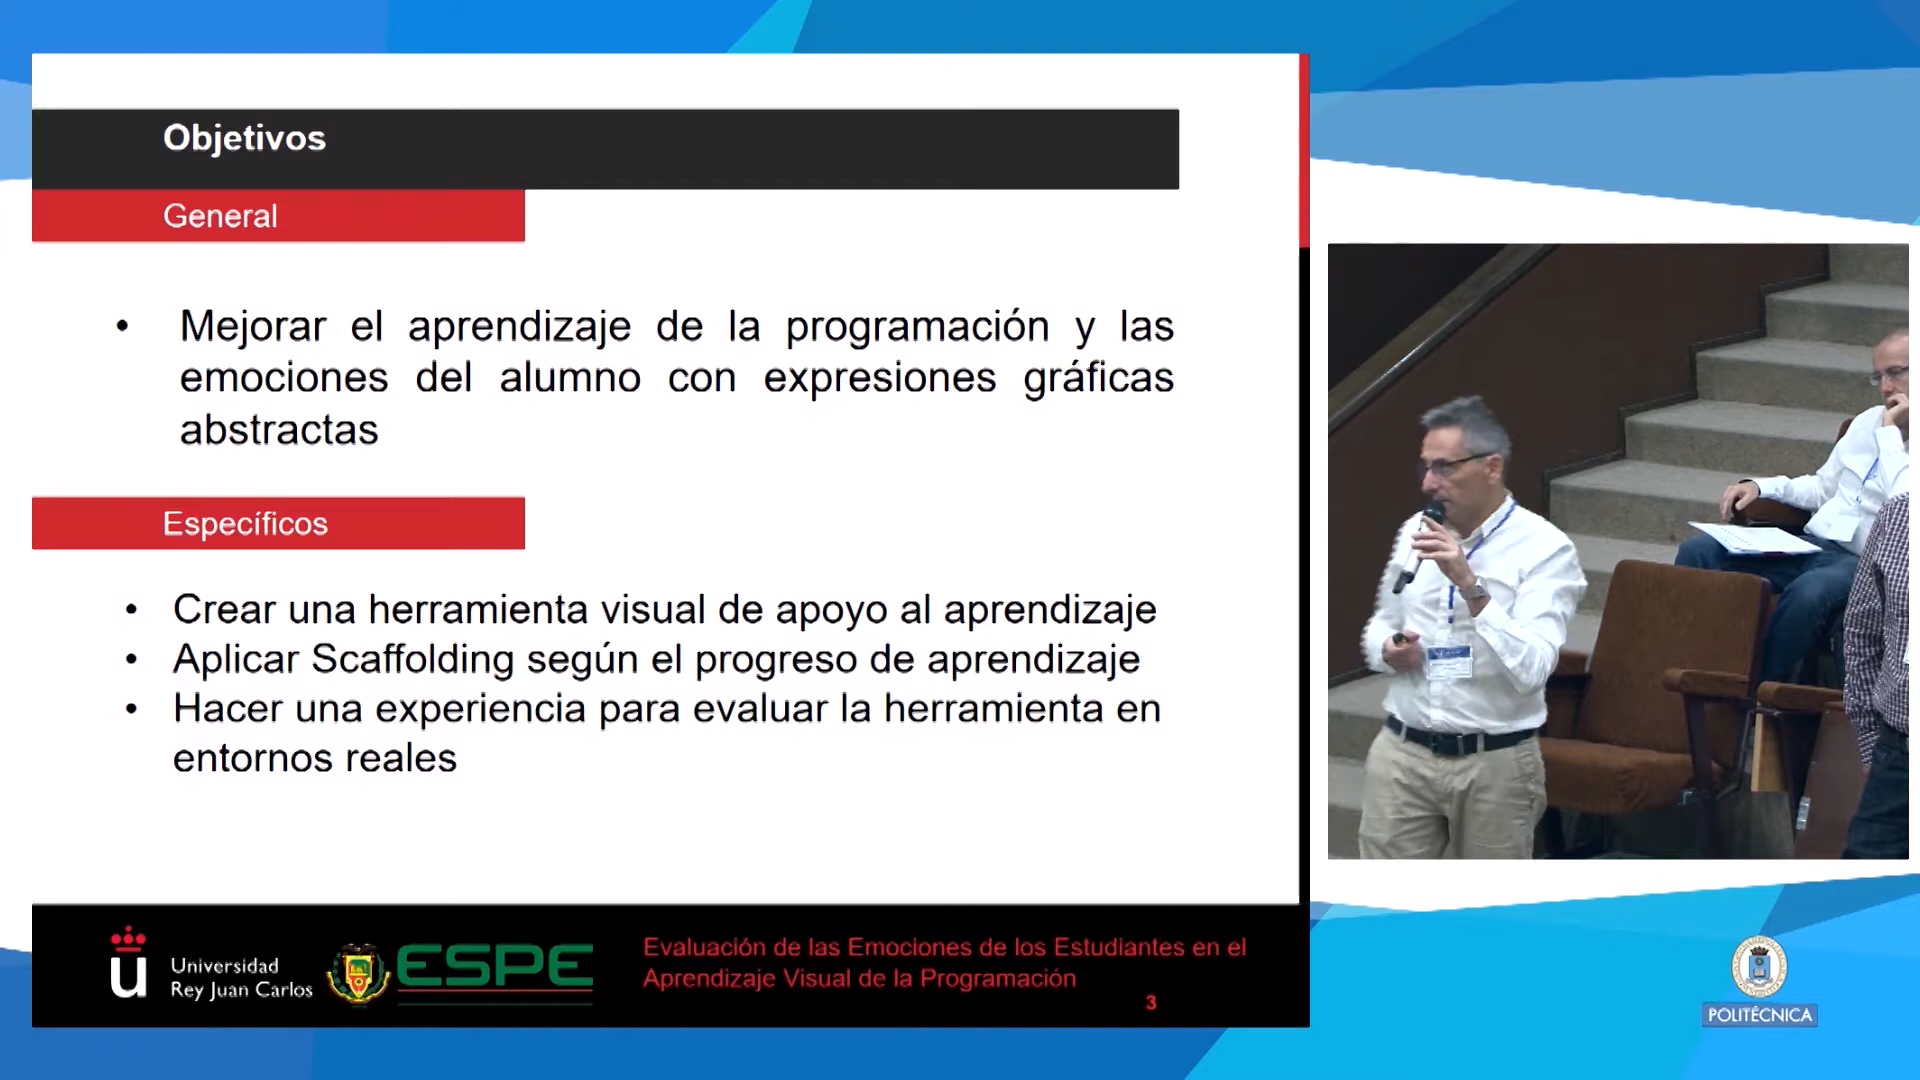 Objetivos
General
• Mejorar el aprendizaje de la programación y las
emociones del alumno con expresiones gráficas
abstractas
Específicos
• Crear una herramienta visual de apoyo al aprendizaje
• Aplicar Scaffolding según el progreso de aprendizaje
• Hacer una experiencia para evaluar la herramienta en
entornos reales
u Universidad
Rey Juan Carlos
ESPE
Evaluación de las Emociones de los Estudiantes en el
Aprendizaje Visual de la Programación
3
POLITÉCNICA